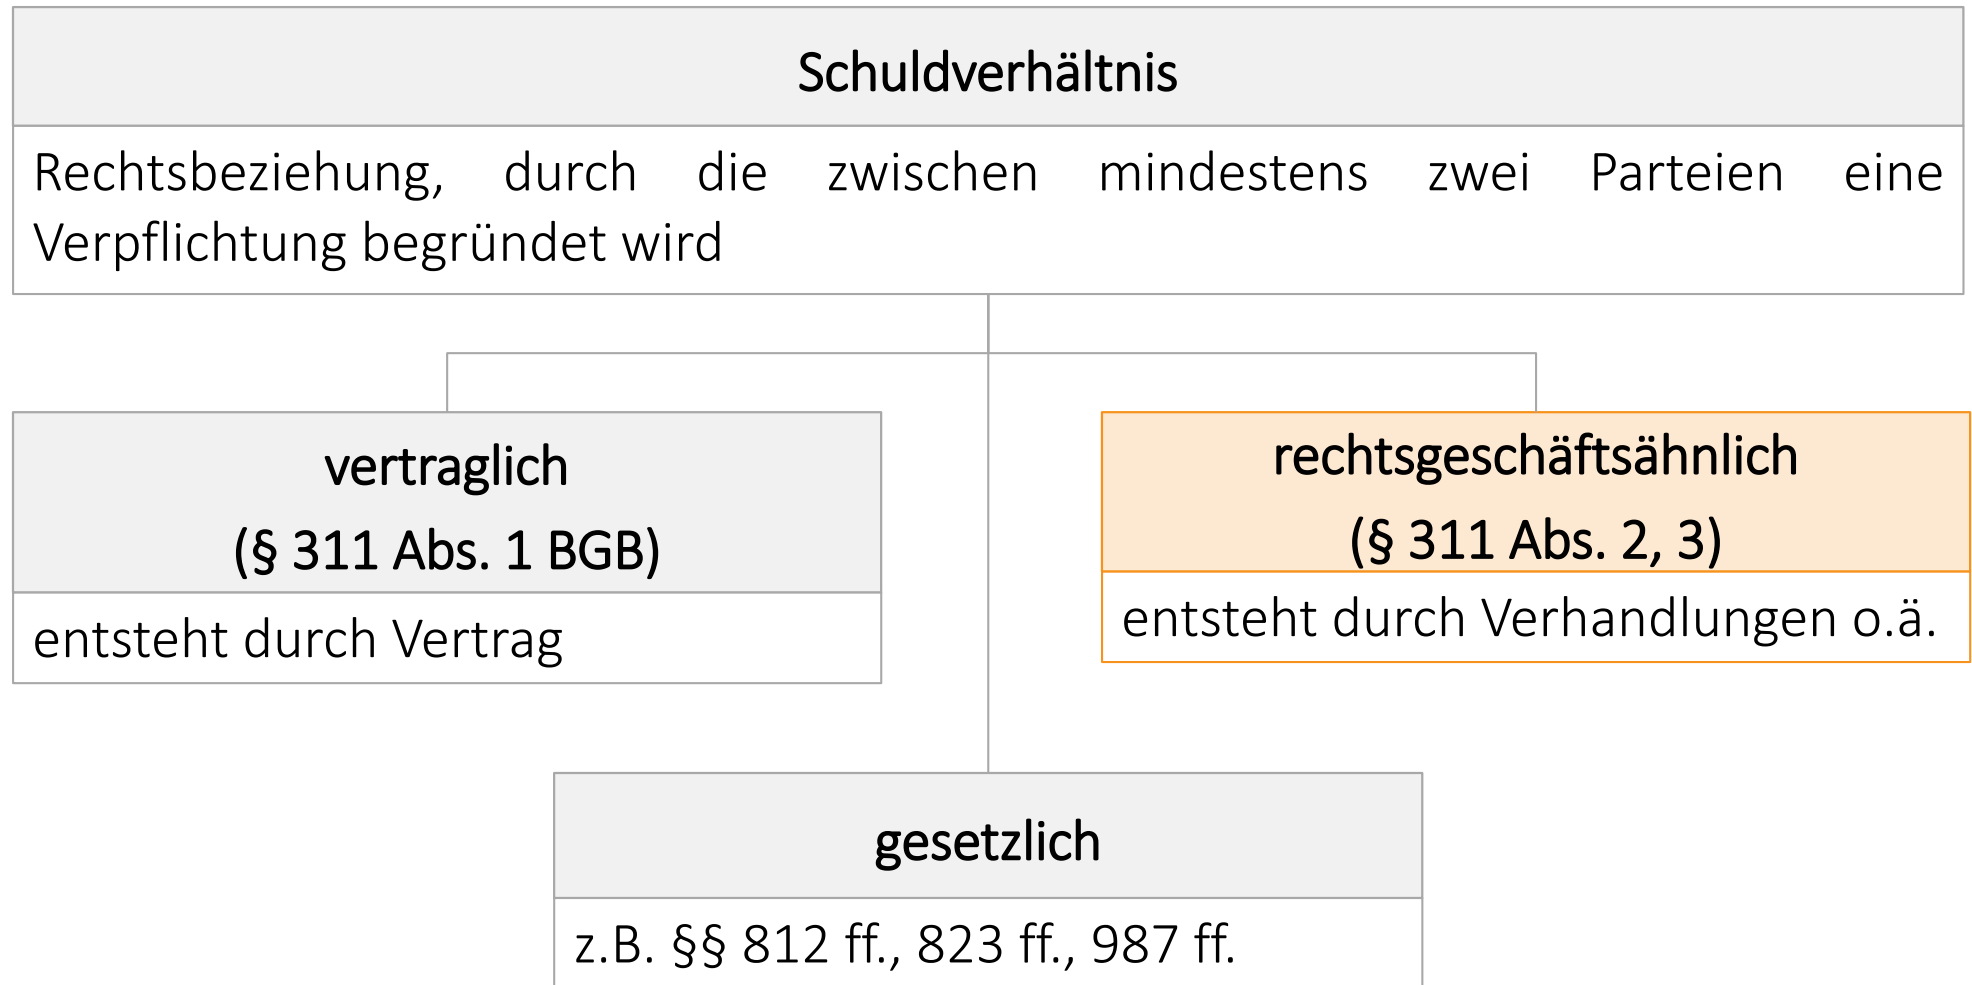 Schuldverhältnis
Rechtsbeziehung, durch die zwischen mindestens zwei Parteien eine
Verpflichtung begründet wird
vertraglich
(§ 311 Abs. 1 BGB)
entsteht durch Vertrag
rechtsgeschäftsähnlich
(§ 311 Abs. 2, 3)
entsteht durch Verhandlungen o.ä.
gesetzlich
z.B. §§ 812 ff., 823 ff., 987 ff.